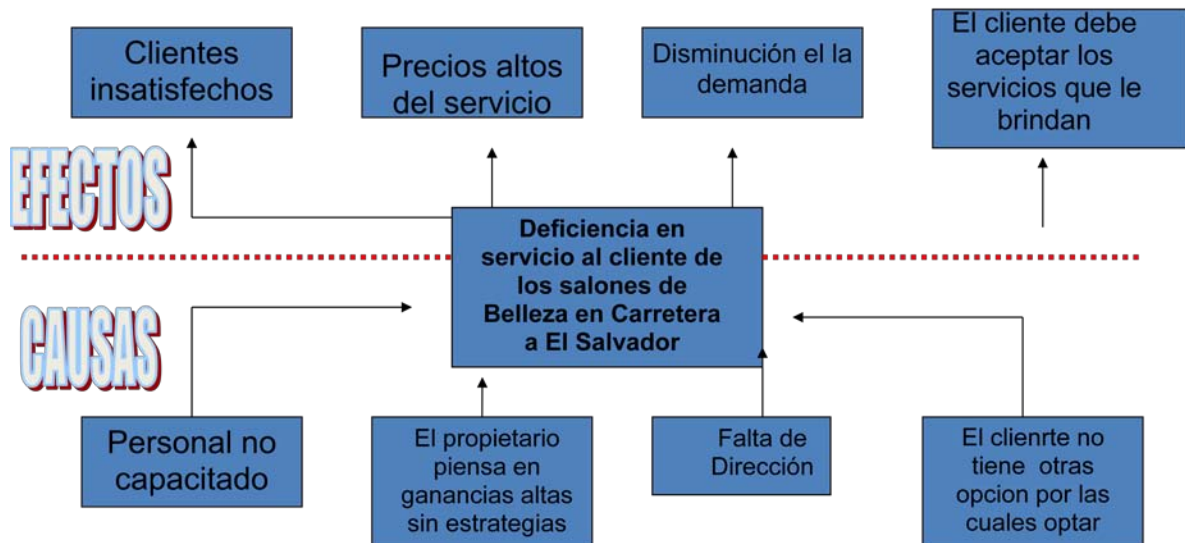 Clientes
insatisfechos
Precios altos
del servicio
Disminución el la
demanda
El cliente debe
aceptar los
servicios que le
brindan
EFECTOS
Deficiencia en
servicio al cliente de
los salones de
Belleza en Carretera
a El Salvador
CAUSAS
Personal no
capacitado
El propietario
piensa en
ganancias altas
sin estrategias
Falta de
Dirección
El clienrte no
tiene otras
opcion por las
cuales optar